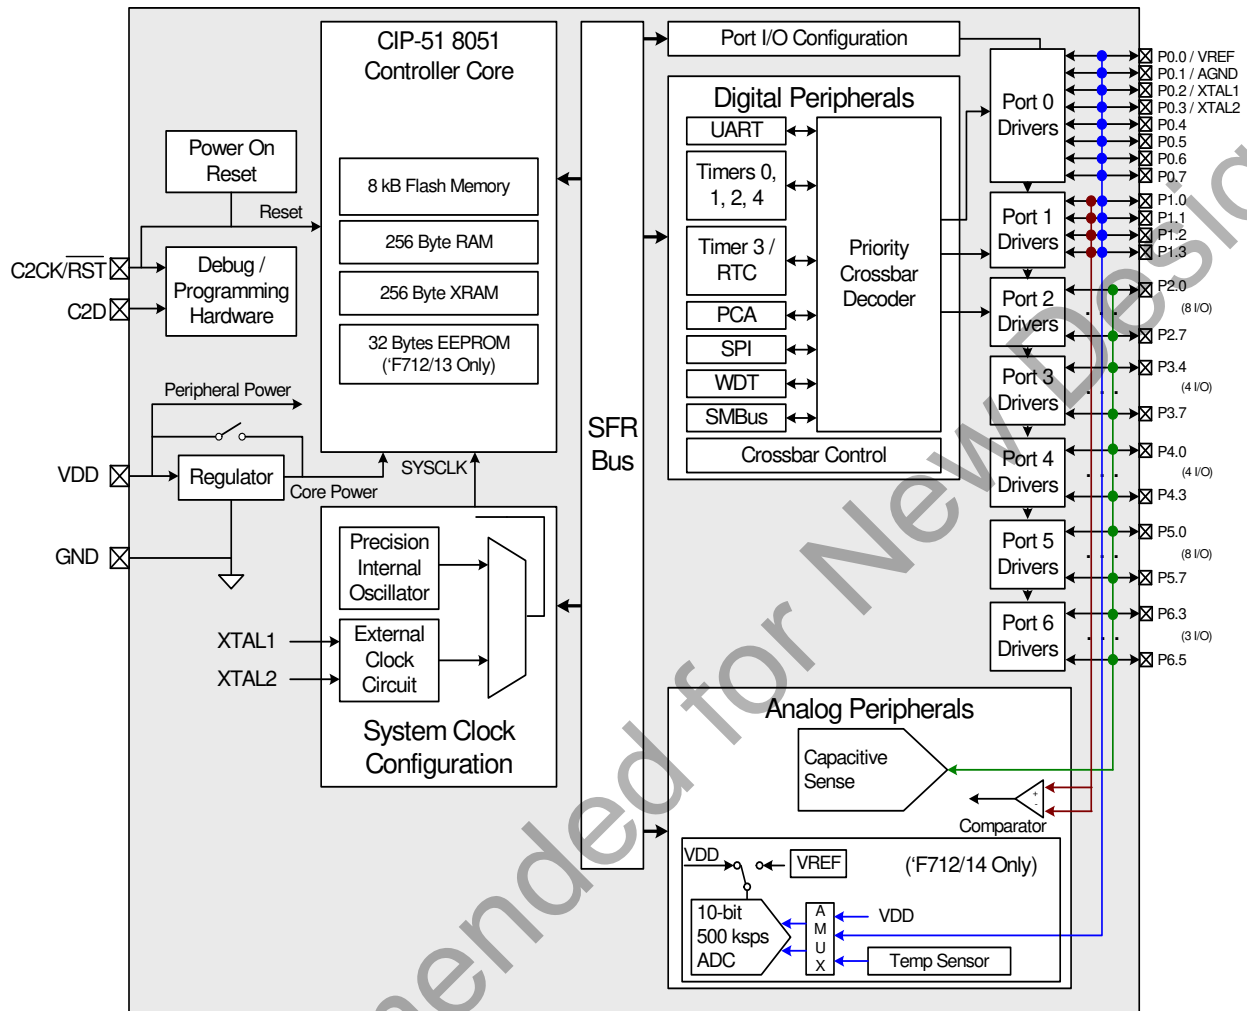 CIP-51 8051
Controller Core
Power On
Reset
Reset
8 kB Flash Memory
256 Byte RAM
256 Byte XRAM
32 Bytes EEPROM
(‘F712/13 Only)
C2CK/RST
C2D
Debug /
Programming
Hardware
Peripheral Power
VDD
Regulator
Core Power
GND
SYSCLK
Precision
Internal
Oscillator
XTAL1
XTAL2
External
Clock
Circuit
System Clock
Configuration
SFR
Bus
Port I/O Configuration
Digital Peripherals
UART
Timers 0,
1, 2, 4
Timer 3 /
RTC
PCA
SPI
WDT
SMBus
Priority
Crossbar
Decoder
Crossbar Control
Port 0
Drivers
Port 1
Drivers
Port 2
Drivers
Port 3
Drivers
Port 4
Drivers
Port 5
Drivers
Port 6
Drivers
P0.0 / VREF
P0.1 / AGND
P0.2 / XTAL1
P0.3 / XTAL2
P0.4
P0.5
P0.6
P0.7
P1.0
P1.1
P1.2
P1.3
P2.0
(8 I/O)
P2.7
P3.4
(4 I/O)
P3.7
P4.0
(4 I/O)
P4.3
P5.0
(8 I/O)
P5.7
P6.3
(3 I/O)
P6.5
Analog Peripherals
Capacitive
Sense
+
-
Comparator
VDD
VREF
(‘F712/14 Only)
10-bit
500 ksps
ADC
A
M
U
X
VDD
Temp Sensor
for New